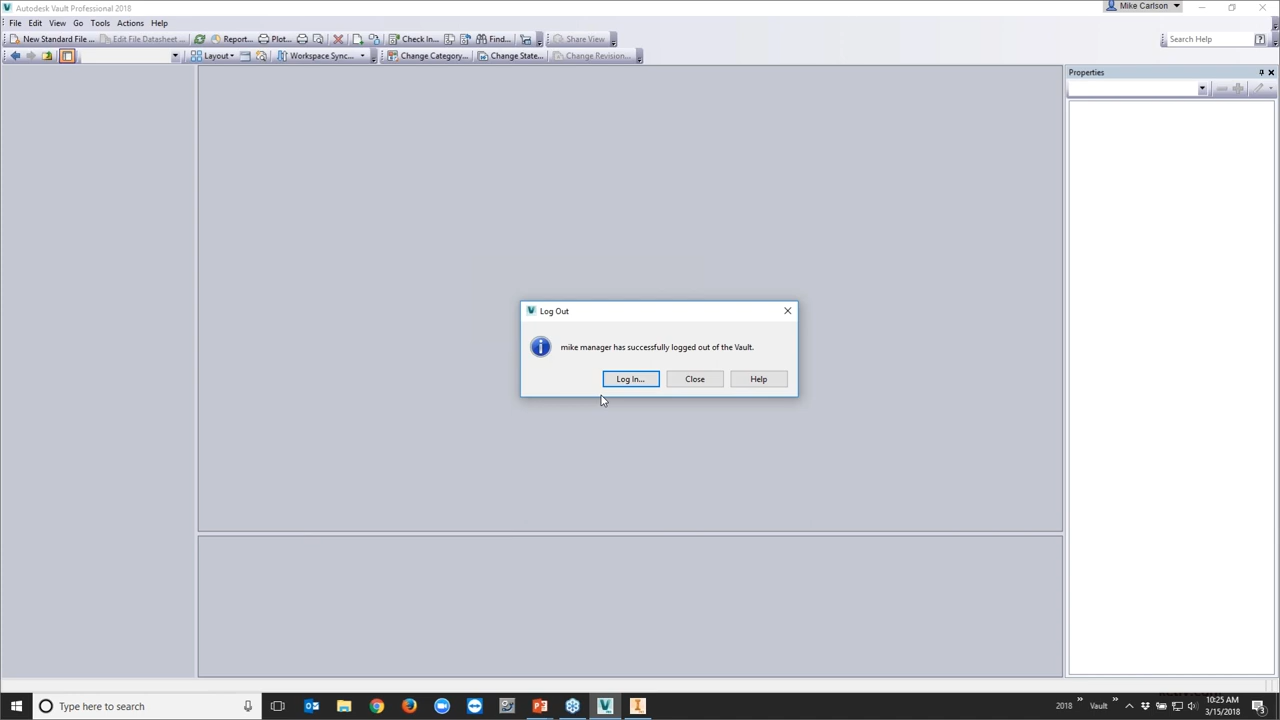 Autodesk Vault Professional 2018
Mike Carlson
File Edit View Go Tools Actions Help
New Standard File ... Edit File Datasheet ... Report... Plot... Check In... Find... Share View Search Help
Layout Workspace Sync... Change Category... Change State... Change Revision...
Properties
Log Out
mike manager has successfully logged out of the Vault.
Log In... Close Help
Type here to search
2018 Vault
10:25 AM
3/15/2018
3